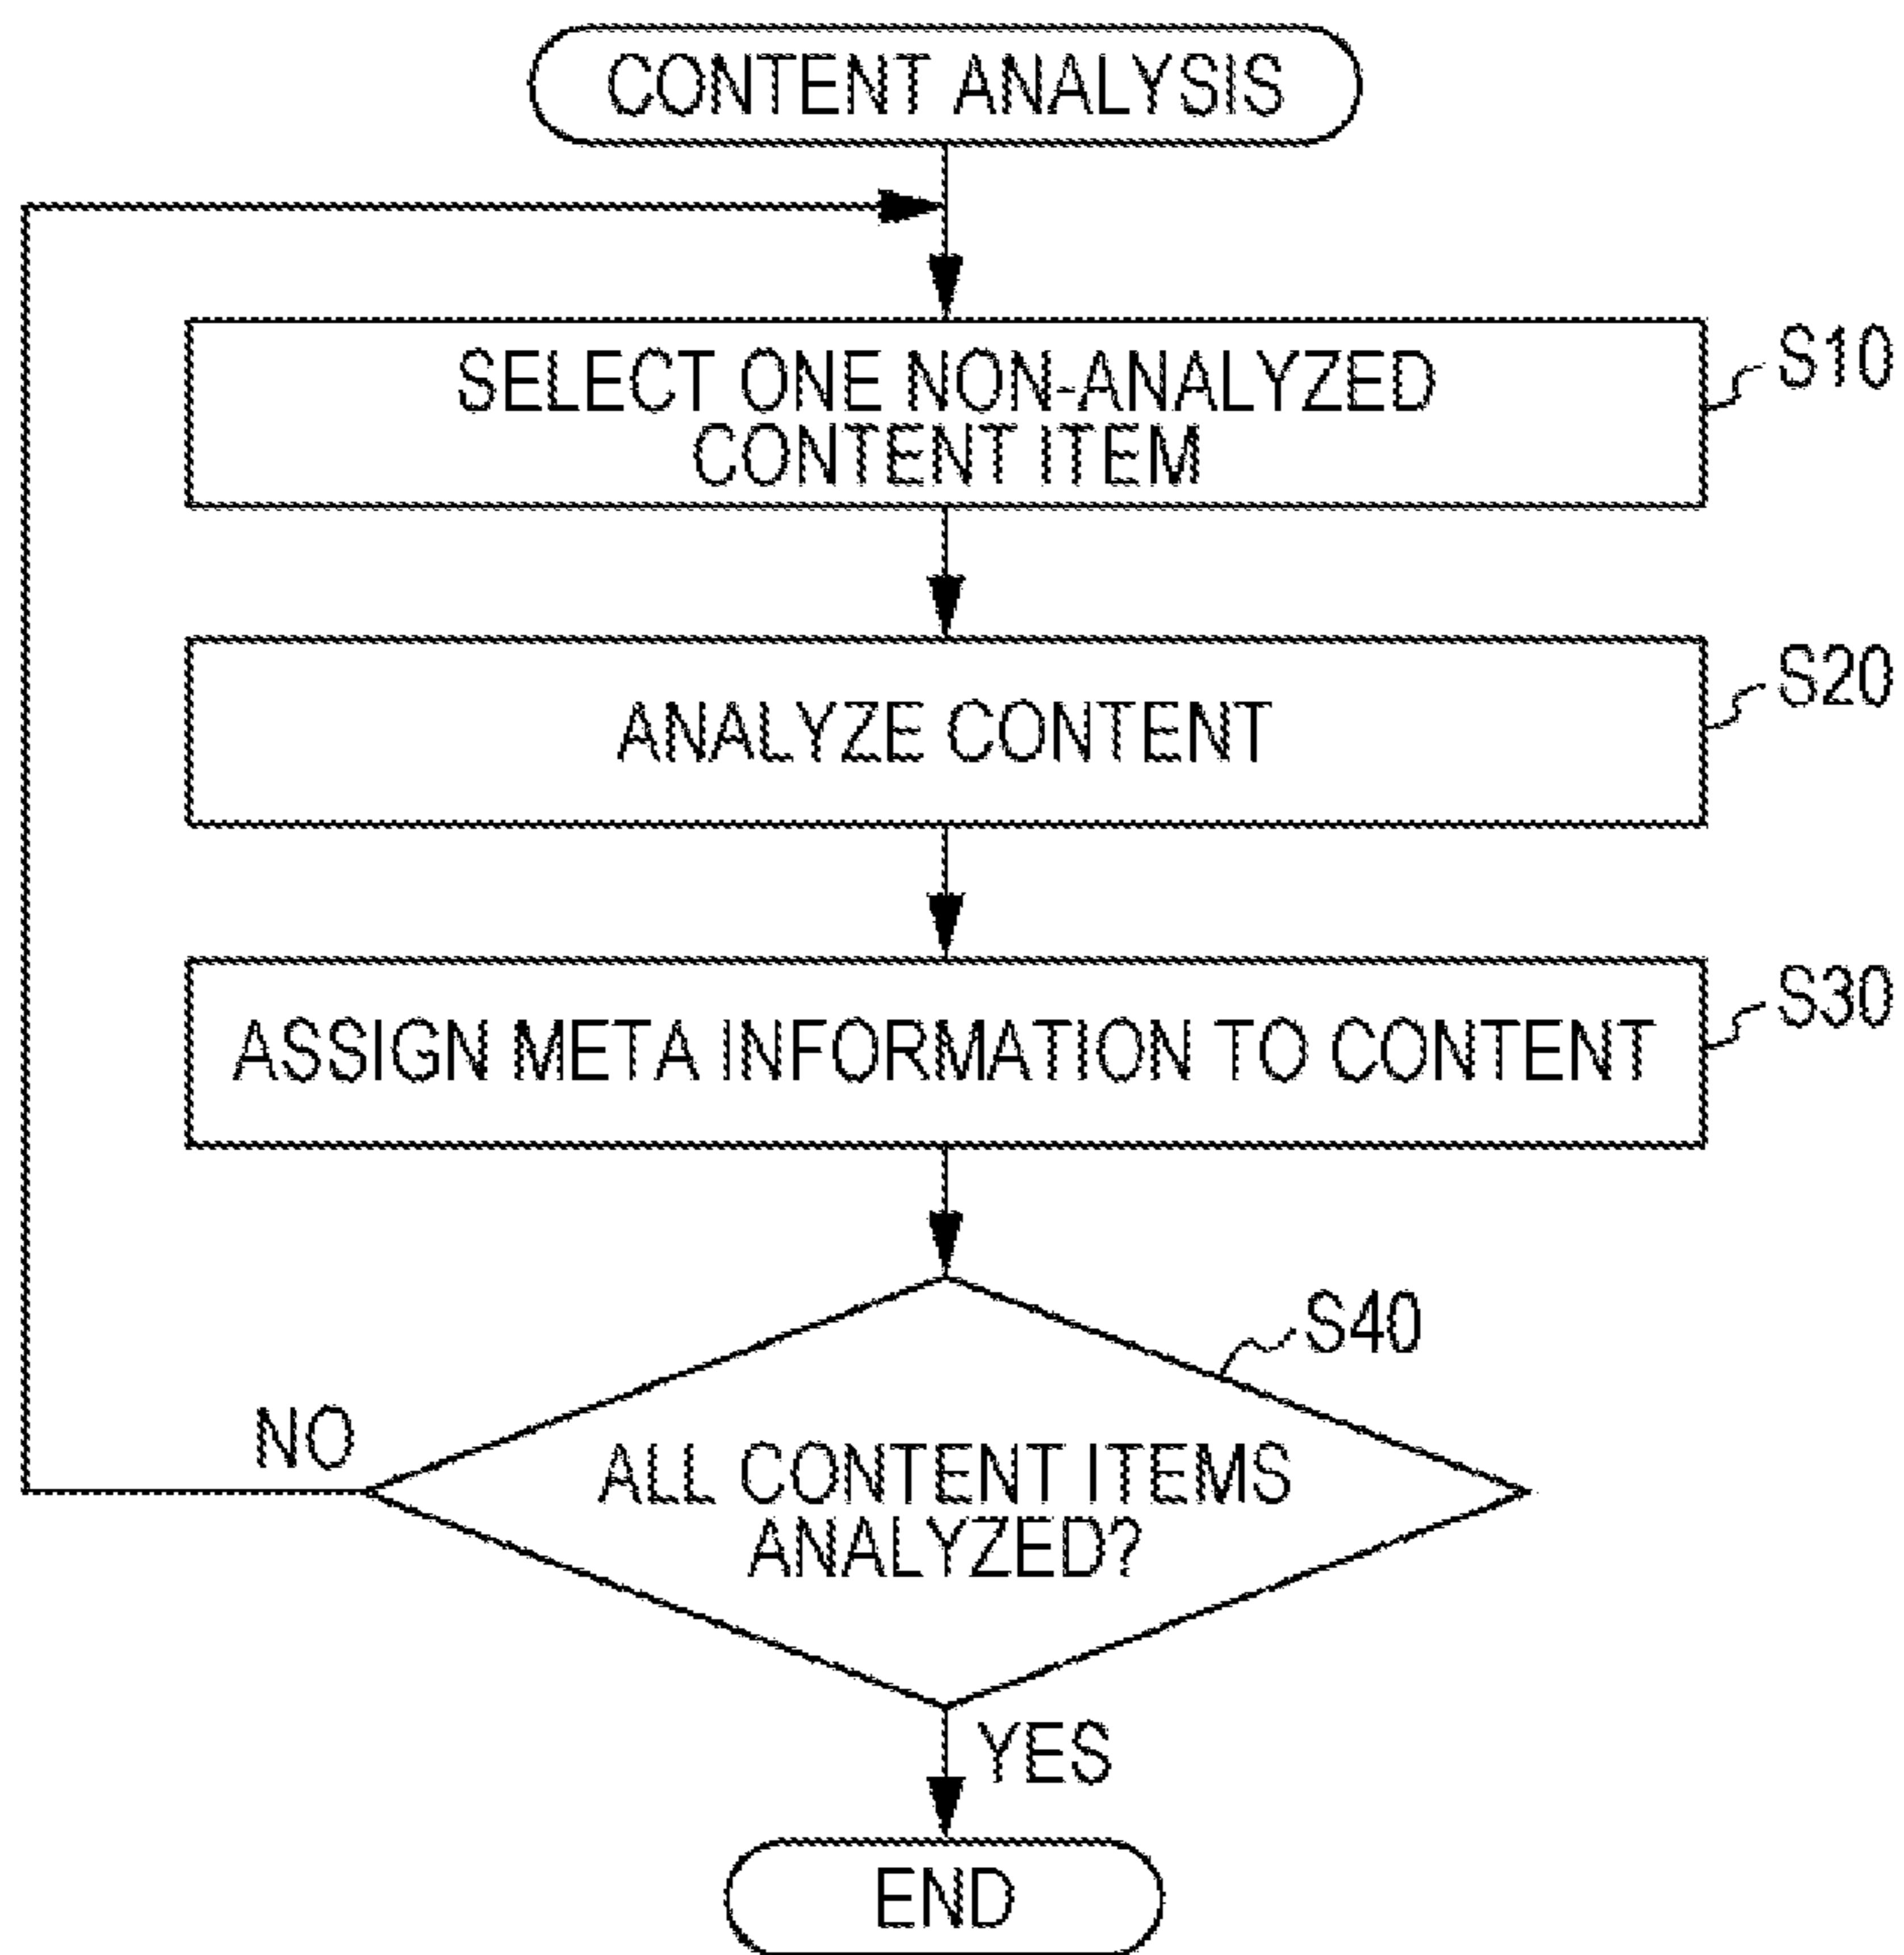 CONTENT ANALYSIS
SELECT ONE NON-ANALYZED
CONTENT ITEM
S10
ANALYZE CONTENT
S20
ASSIGN META INFORMATION TO CONTENT
S30
S40
NO
ALL CONTENT ITEMS
ANALYZED?
YES
END